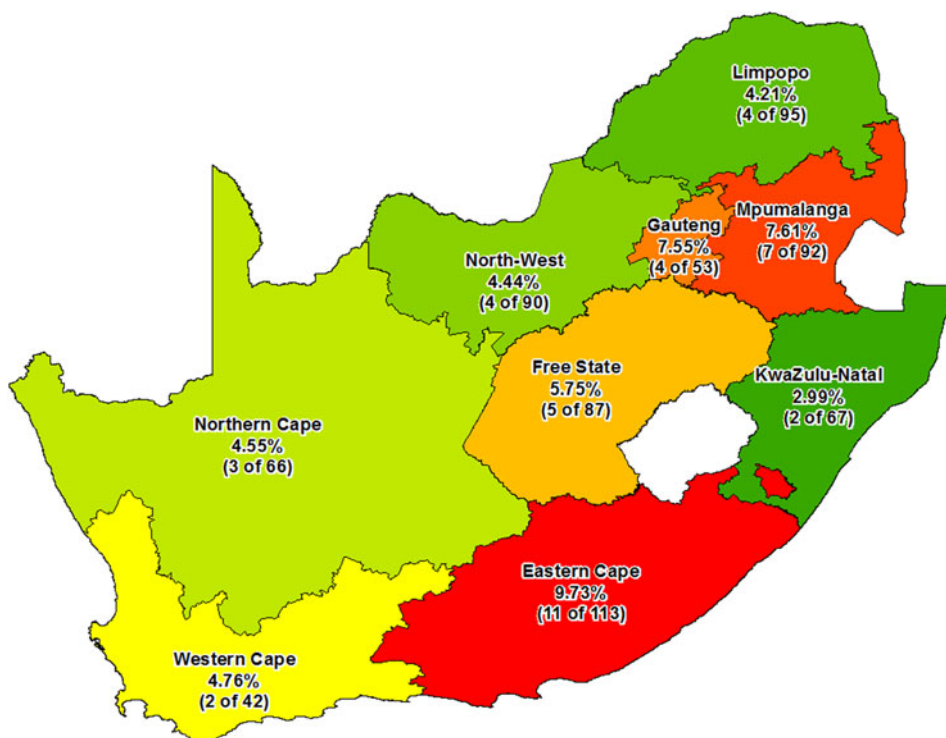 Limpopo
4.21%
(4 of 95)
Mpumalanga
7.61%
(7 of 92)
Gauteng
7.55%
(4 of 53)
North-West
4.44%
(4 of 90)
Free State
5.75%
(5 of 87)
KwaZulu-Natal
2.99%
(2 of 67)
Northern Cape
4.55%
(3 of 66)
Eastern Cape
9.73%
(11 of 113)
Western Cape
4.76%
(2 of 42)